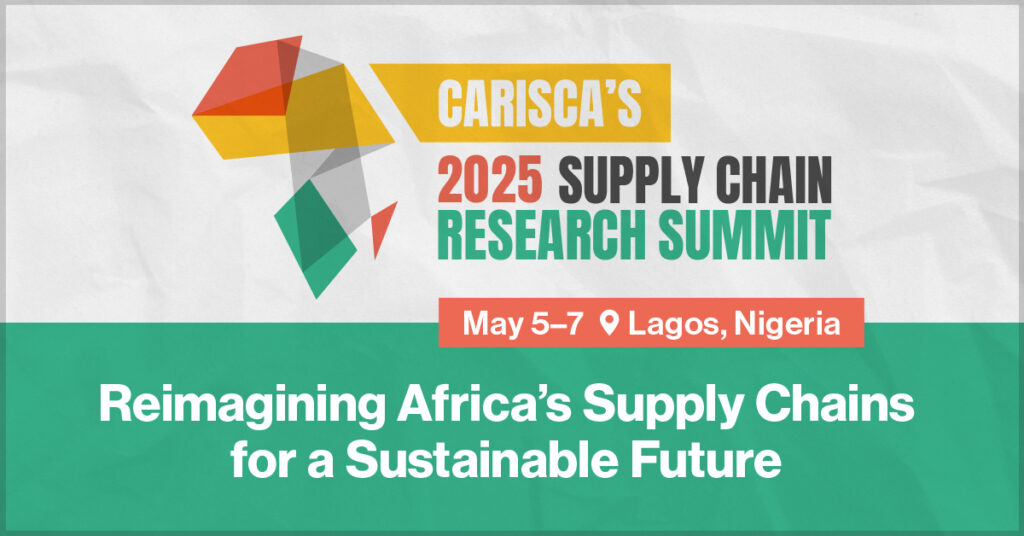 CARISCA'S
2025 SUPPLY CHAIN
RESEARCH SUMMIT
May 5–7 Lagos, Nigeria
Reimagining Africa's Supply Chains
for a Sustainable Future